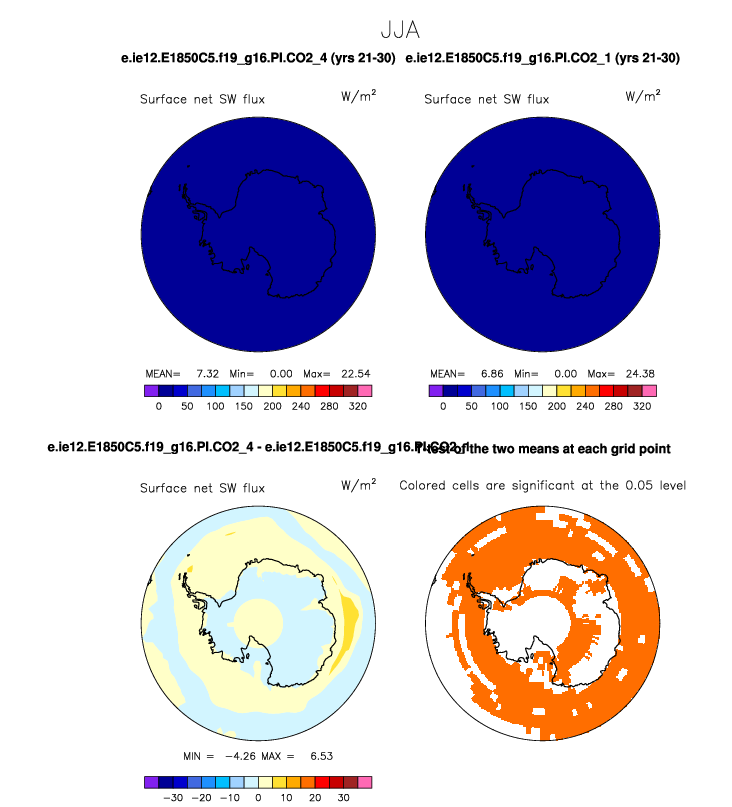 JJA
e.ie12.E1850C5.f19_g16.PI.CO2_4 (yrs 21-30) e.ie12.E1850C5.f19_g16.PI.CO2_1 (yrs 21-30)
Surface net SW flux W/m²
Surface net SW flux W/m²
MEAN= 7.32 Min= 0.00 Max= 22.54
0 50 100 150 200 240 280 320
MEAN= 6.86 Min= 0.00 Max= 24.38
0 50 100 150 200 240 280 320
e.ie12.E1850C5.f19_g16.PI.CO2_4 - e.ie12.E1850C5.f19_g16.PI.CO2_1
T-test of the two means at each grid point
Surface net SW flux W/m²
Colored cells are significant at the 0.05 level
MIN = -4.26 MAX = 6.53
-30 -20 -10 0 10 20 30